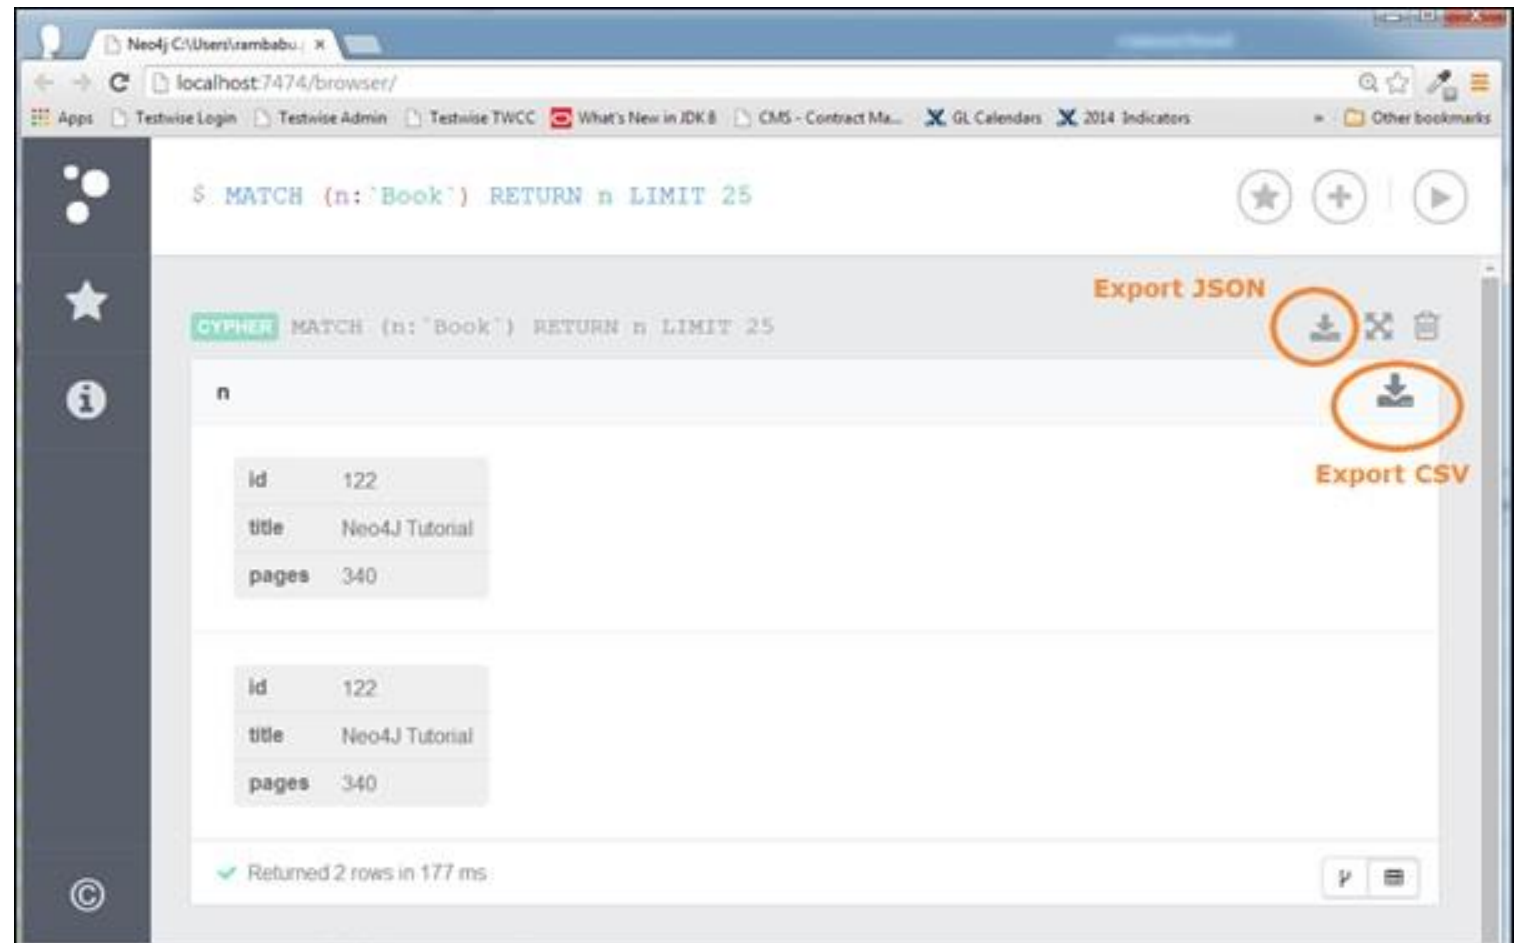 Neo4j C:\Users\rambabu.
localhost:7474/browser/
Apps Testwise Login Testwise Admin Testwise TWCC What's New in JDK 8 CMS - Contract Ma... GL Calendars 2014 Indicators » Other bookmarks
$ MATCH (n:`Book`) RETURN n LIMIT 25
Export JSON
CYPHER MATCH (n:`Book`) RETURN n LIMIT 25
n
Export CSV
id 122
title Neo4J Tutorial
pages 340
id 122
title Neo4J Tutorial
pages 340
Returned 2 rows in 177 ms
©